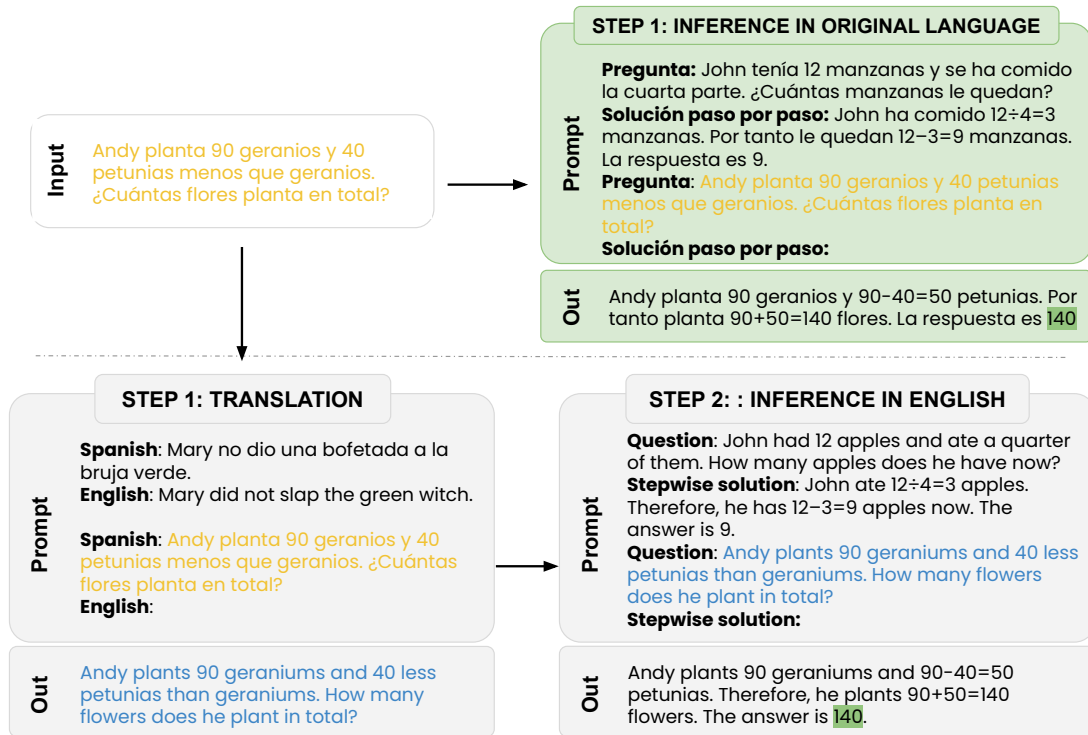 STEP 1: INFERENCE IN ORIGINAL LANGUAGE
Input
Andy planta 90 geranios y 40
petunias menos que geranios.
¿Cuántas flores planta en total?
Prompt
Pregunta: John tenía 12 manzanas y se ha comido
la cuarta parte. ¿Cuántas manzanas le quedan?
Solución paso por paso: John ha comido 12÷4=3
manzanas. Por tanto le quedan 12–3=9 manzanas.
La respuesta es 9.
Pregunta: Andy planta 90 geranios y 40 petunias
menos que geranios. ¿Cuántas flores planta en
total?
Solución paso por paso:
Out
Andy planta 90 geranios y 90-40=50 petunias. Por
tanto planta 90+50=140 flores. La respuesta es 140
STEP 1: TRANSLATION
Prompt
Spanish: Mary no dio una bofetada a la
bruja verde.
English: Mary did not slap the green witch.
Spanish: Andy planta 90 geranios y 40
petunias menos que geranios. ¿Cuántas
flores planta en total?
English:
Out
Andy plants 90 geraniums and 40 less
petunias than geraniums. How many
flowers does he plant in total?
STEP 2: : INFERENCE IN ENGLISH
Prompt
Question: John had 12 apples and ate a quarter
of them. How many apples does he have now?
Stepwise solution: John ate 12÷4=3 apples.
Therefore, he has 12–3=9 apples now. The
answer is 9.
Question: Andy plants 90 geraniums and 40 less
petunias than geraniums. How many flowers
does he plant in total?
Stepwise solution:
Out
Andy plants 90 geraniums and 90-40=50
petunias. Therefore, he plants 90+50=140
flowers. The answer is 140.